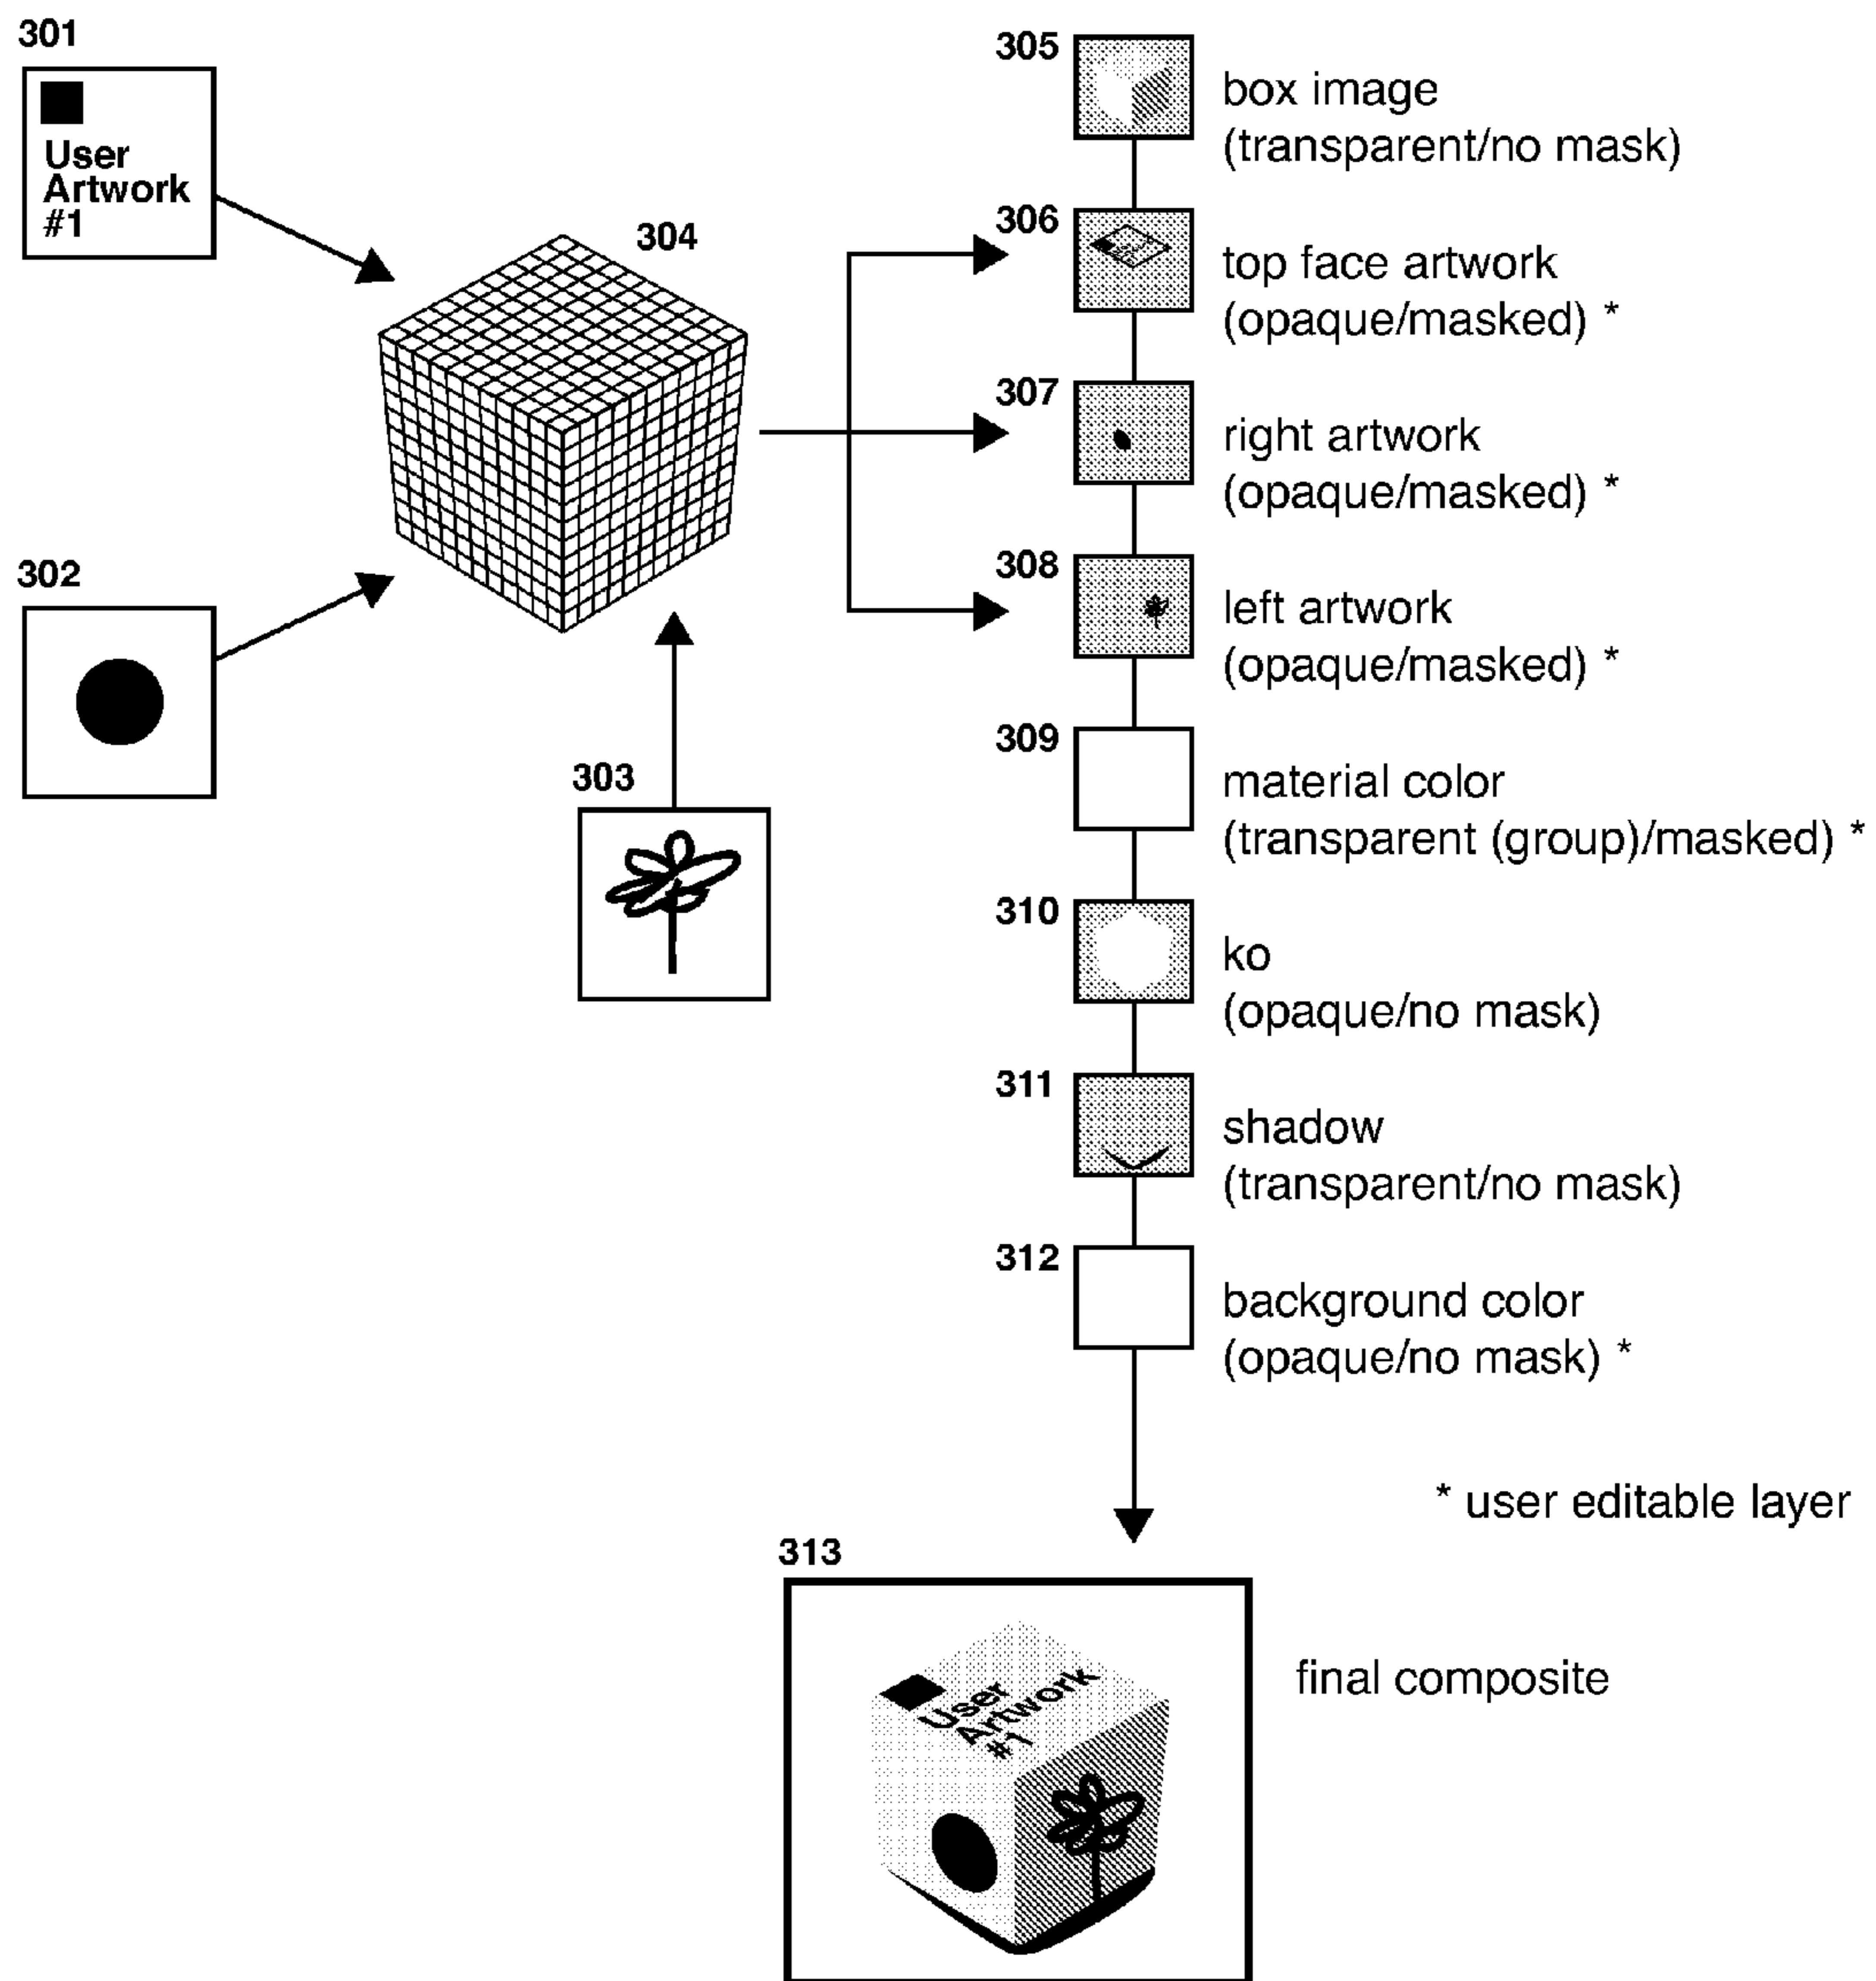 301
User
Artwork
#1
302
303
304
305
box image
(transparent/no mask)
306
top face artwork
(opaque/masked) *
307
right artwork
(opaque/masked) *
308
left artwork
(opaque/masked) *
309
material color
(transparent (group)/masked) *
310
ko
(opaque/no mask)
311
shadow
(transparent/no mask)
312
background color
(opaque/no mask) *
* user editable layer
313
User
Artwork
#1
final composite